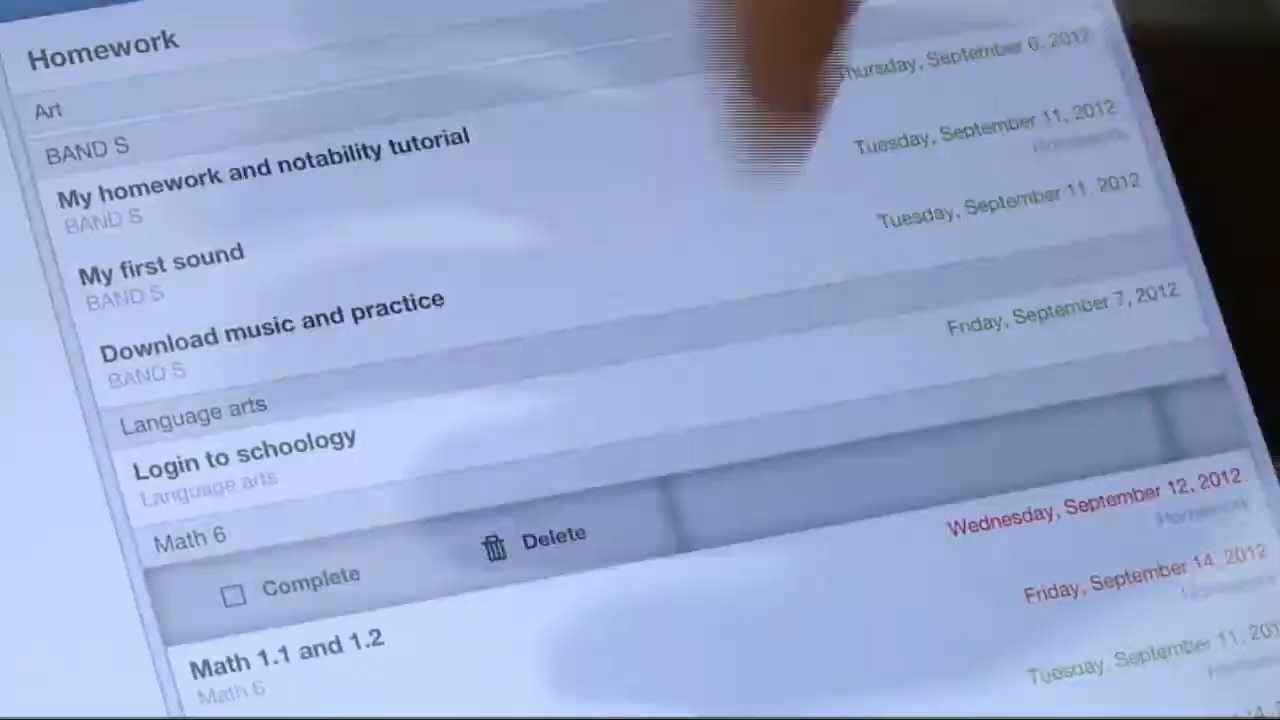 Homework
Art
BAND S
My homework and notability tutorial
Thursday, September 6, 2012
BAND S
My first sound
Tuesday, September 11, 2012
Homework
BAND S
Download music and practice
Tuesday, September 11, 2012
BAND S
Language arts
Login to schoology
Friday, September 7, 2012
Language arts
Math 6
Complete
Delete
Math 1.1 and 1.2
Wednesday, September 12, 2012
Homework
Math 6
Friday, September 14, 2012
Tuesday, September 11, 201